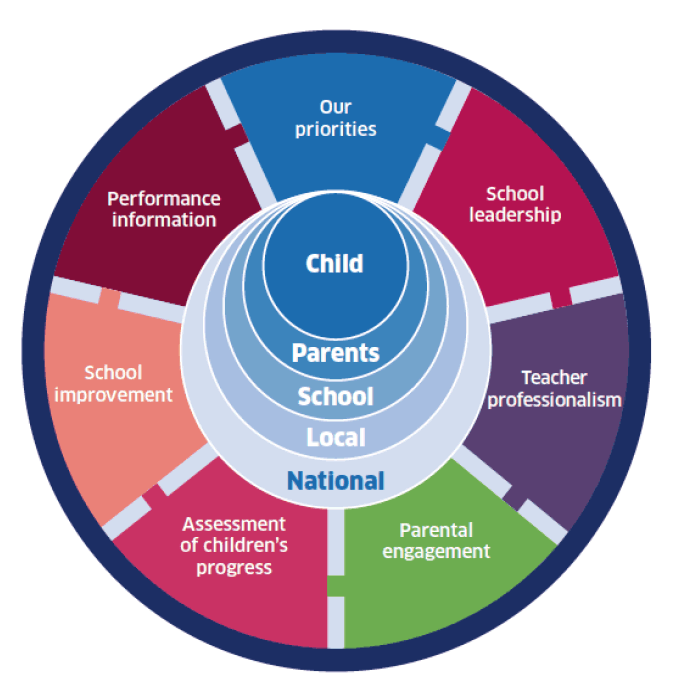 Our
priorities
School
leadership
Teacher
professionalism
Parental
engagement
Assessment
of children's
progress
School
improvement
Performance
information
Child
Parents
School
Local
National